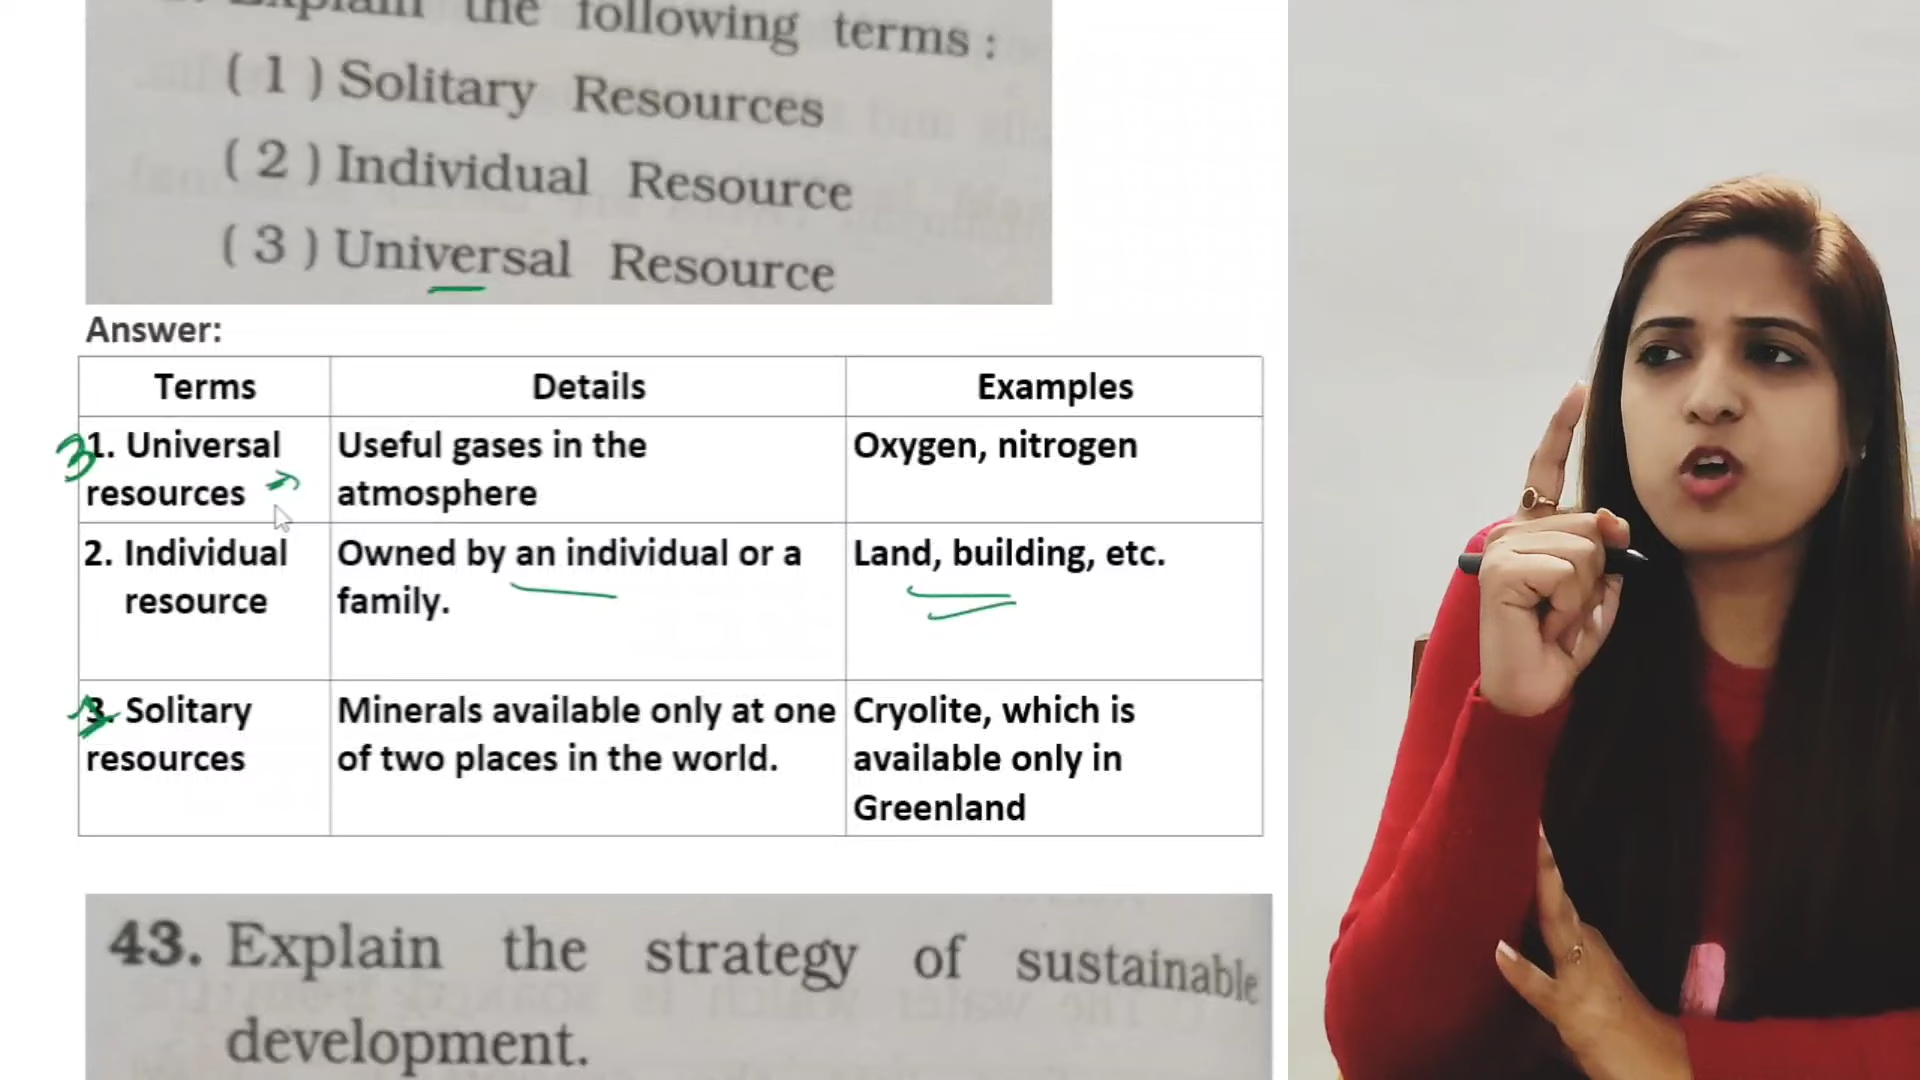 Explain the following terms :
( 1 ) Solitary Resources
( 2 ) Individual Resource
( 3 ) Universal Resource
Answer:
Terms Details Examples
3 1. Universal resources
Useful gases in the
atmosphere
Oxygen, nitrogen
2. Individual
resource
Owned by an individual or a
family.
Land, building, etc.
3. Solitary
resources
Minerals available only at one
of two places in the world.
Cryolite, which is
available only in
Greenland
43. Explain the strategy of sustainable
development.